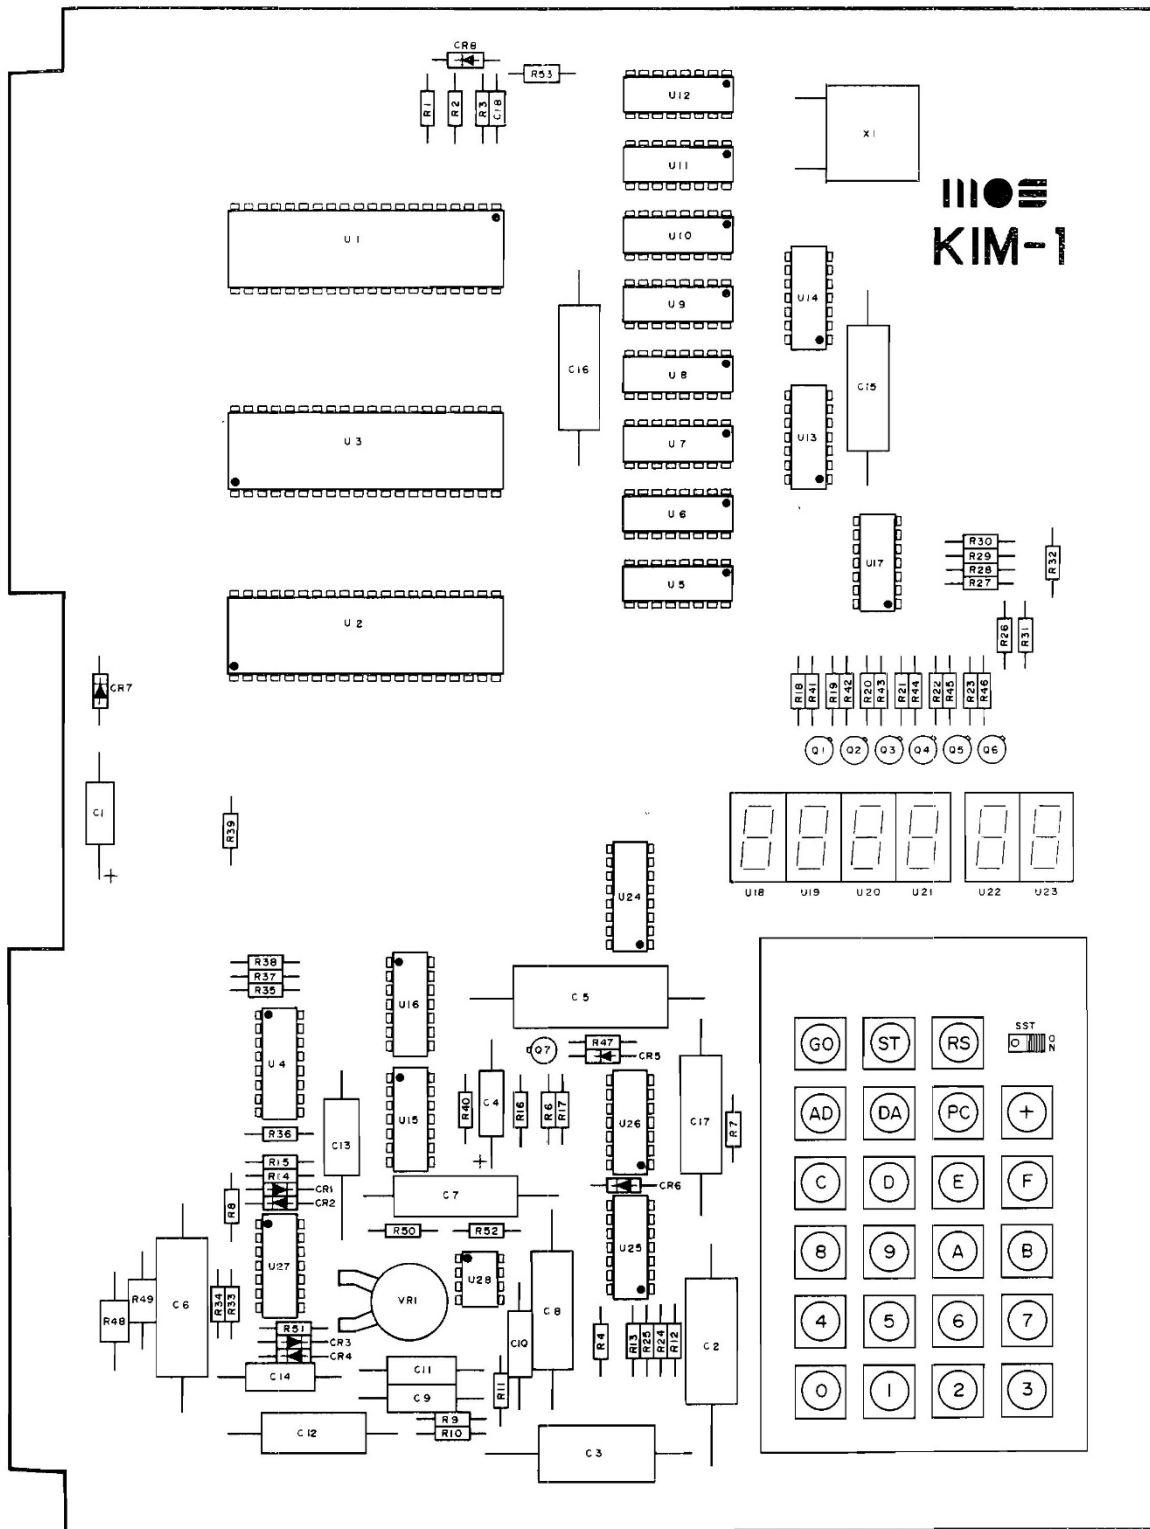 CR8
R53
R1
R2
R3
C18
U12
X1
U11
mos
KIM-1
U1
U10
U9
U14
C16
U8
C15
U3
U7
U13
U6
U17
R30
R29
R28
R27
R32
U5
U2
R26
R31
CR7
R18
R41
R19
R42
R20
R43
R21
R44
R22
R45
R23
R46
Q1
Q2
Q3
Q4
Q5
Q6
C1
+
R39
U18
U19
U20
U21
U22
U23
U24
R38
R37
R35
U16
C5
U4
Q7
R47
CR5
SST
ON
GO
ST
RS
R36
C13
U15
R40
C4
+
R16
R6
R17
U26
C17
R7
AD
DA
PC
+
R15
R14
CR1
CR2
R8
C7
CR6
C
D
E
F
R50
R52
U27
U28
U25
8
9
A
B
C6
R49
R48
R34
R33
VR1
C10
C8
R4
R13
R25
R24
R12
C2
R51
CR3
CR4
4
5
6
7
C14
C11
C9
R11
0
1
2
3
R9
R10
C12
C3